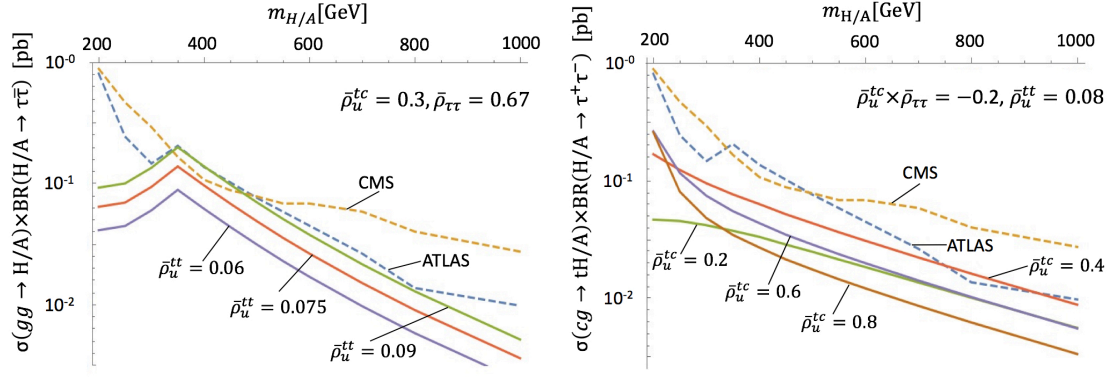 m_{H/A}[GeV]
200 400 600 800 1000
10⁻⁰
10⁻¹
10⁻²
σ(gg → H/A)×BR(H/A → ττ̄) [pb]
ρ̄_u^{tc} = 0.3, ρ̄_{ττ} = 0.67
CMS
ATLAS
ρ̄_u^{tt} = 0.06
ρ̄_u^{tt} = 0.075
ρ̄_u^{tt} = 0.09
m_{H/A}[GeV]
200 400 600 800 1000
10⁻⁰
10⁻¹
10⁻²
σ(cg → tH/A)×BR(H/A → τ⁺τ⁻) [pb]
ρ̄_u^{tc}×ρ̄_{ττ} = −0.2, ρ̄_u^{tt} = 0.08
CMS
ATLAS
ρ̄_u^{tc} = 0.2
ρ̄_u^{tc} = 0.4
ρ̄_u^{tc} = 0.6
ρ̄_u^{tc} = 0.8